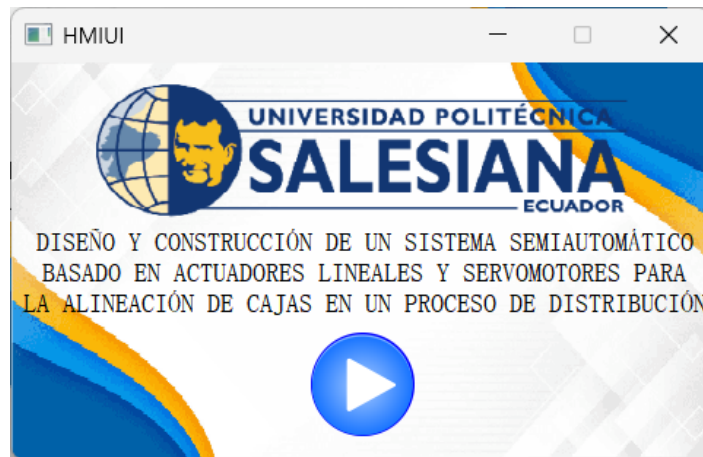 HMIUI
UNIVERSIDAD POLITÉCNICA
SALESIANA
ECUADOR
DISEÑO Y CONSTRUCCIÓN DE UN SISTEMA SEMIAUTOMÁTICO
BASADO EN ACTUADORES LINEALES Y SERVOMOTORES PARA
LA ALINEACIÓN DE CAJAS EN UN PROCESO DE DISTRIBUCIÓN